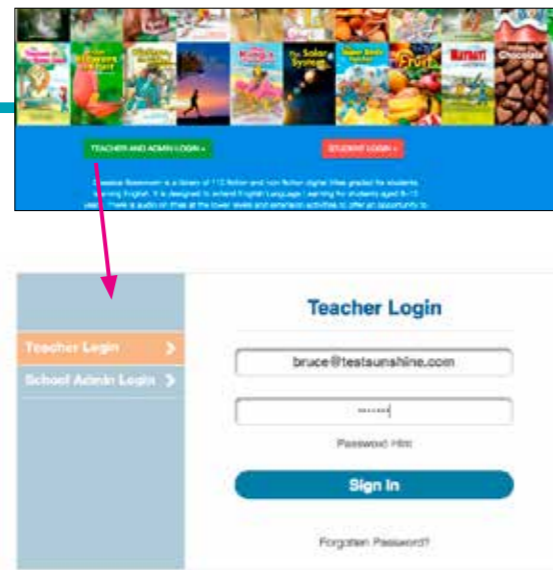 The Solar System
Fruit
Chocolate
TEACHER AND ADMIN LOGIN »
STUDENT LOGIN »
is a library of 110 fiction and non fiction digital titles graded for students
learning English. It is designed to extend English Language Learning for students aged 8-12
years. There is audio on titles at the lower levels and extension activities to offer an opportunity to
Teacher Login
Teacher Login
School Admin Login
bruce@testsunshine.com
Password Hint
Sign In
Forgotten Password?